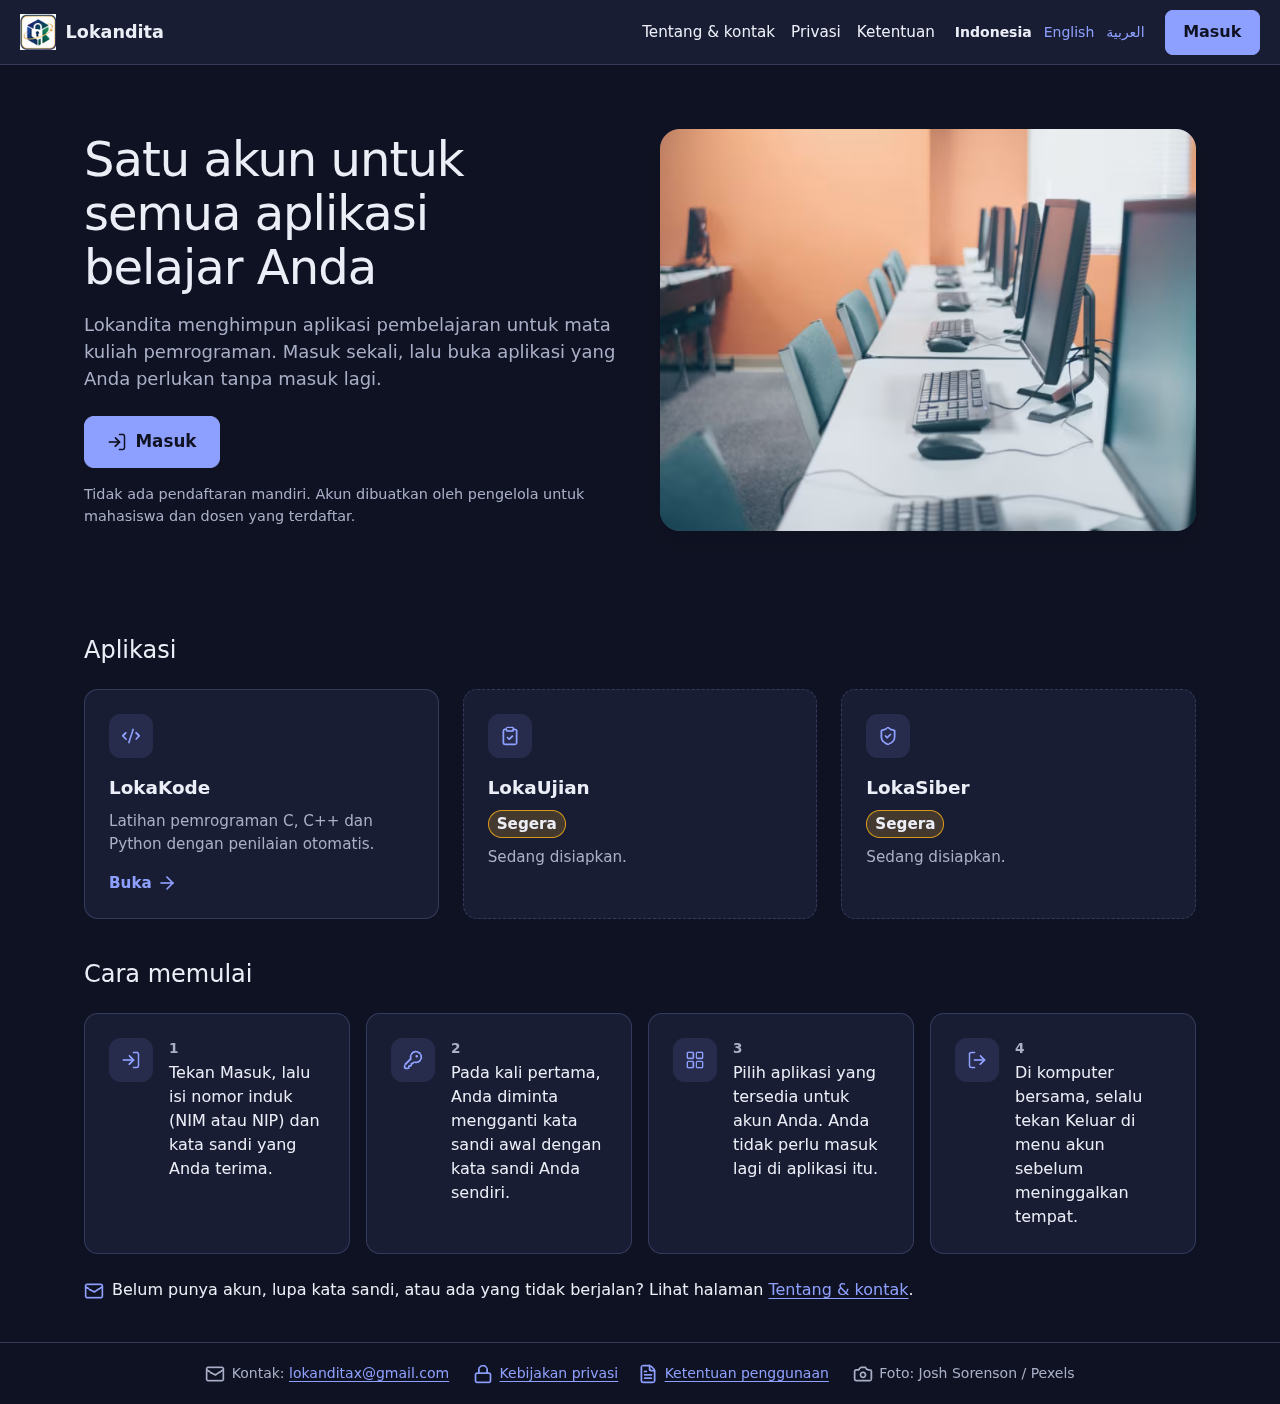 Lokandita
Tentang & kontak Privasi Ketentuan Indonesia English العربية Masuk
Satu akun untuk
semua aplikasi
belajar Anda
Lokandita menghimpun aplikasi pembelajaran untuk mata
kuliah pemrograman. Masuk sekali, lalu buka aplikasi yang
Anda perlukan tanpa masuk lagi.
Masuk
Tidak ada pendaftaran mandiri. Akun dibuatkan oleh pengelola untuk
mahasiswa dan dosen yang terdaftar.
Aplikasi
LokaKode
Latihan pemrograman C, C++ dan
Python dengan penilaian otomatis.
Buka
LokaUjian
Segera
Sedang disiapkan.
LokaSiber
Segera
Sedang disiapkan.
Cara memulai
1
Tekan Masuk, lalu
isi nomor induk
(NIM atau NIP) dan
kata sandi yang
Anda terima.
2
Pada kali pertama,
Anda diminta
mengganti kata
sandi awal dengan
kata sandi Anda
sendiri.
3
Pilih aplikasi yang
tersedia untuk
akun Anda. Anda
tidak perlu masuk
lagi di aplikasi itu.
4
Di komputer
bersama, selalu
tekan Keluar di
menu akun
sebelum
meninggalkan
tempat.
Belum punya akun, lupa kata sandi, atau ada yang tidak berjalan? Lihat halaman Tentang & kontak.
Kontak: lokanditax@gmail.com Kebijakan privasi Ketentuan penggunaan Foto: Josh Sorenson / Pexels